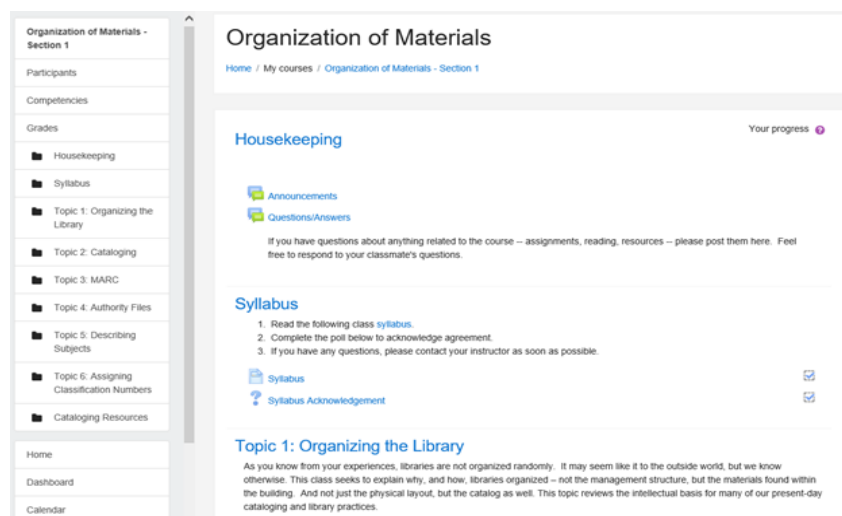 Organization of Materials -
Section 1
Participants
Competencies
Grades
Housekeeping
Syllabus
Topic 1: Organizing the
Library
Topic 2: Cataloging
Topic 3: MARC
Topic 4: Authority Files
Topic 5: Describing
Subjects
Topic 6: Assigning
Classification Numbers
Cataloging Resources
Home
Dashboard
Calendar
Organization of Materials
Home / My courses / Organization of Materials - Section 1
Your progress
Housekeeping
Announcements
Questions/Answers
If you have questions about anything related to the course -- assignments, reading, resources -- please post them here. Feel
free to respond to your classmate's questions.
Syllabus
1. Read the following class syllabus.
2. Complete the poll below to acknowledge agreement.
3. If you have any questions, please contact your instructor as soon as possible.
Syllabus
Syllabus Acknowledgement
Topic 1: Organizing the Library
As you know from your experiences, libraries are not organized randomly. It may seem like it to the outside world, but we know
otherwise. This class seeks to explain why, and how, libraries organized – not the management structure, but the materials found within
the building. And not just the physical layout, but the catalog as well. This topic reviews the intellectual basis for many of our present-day
cataloging and library practices.